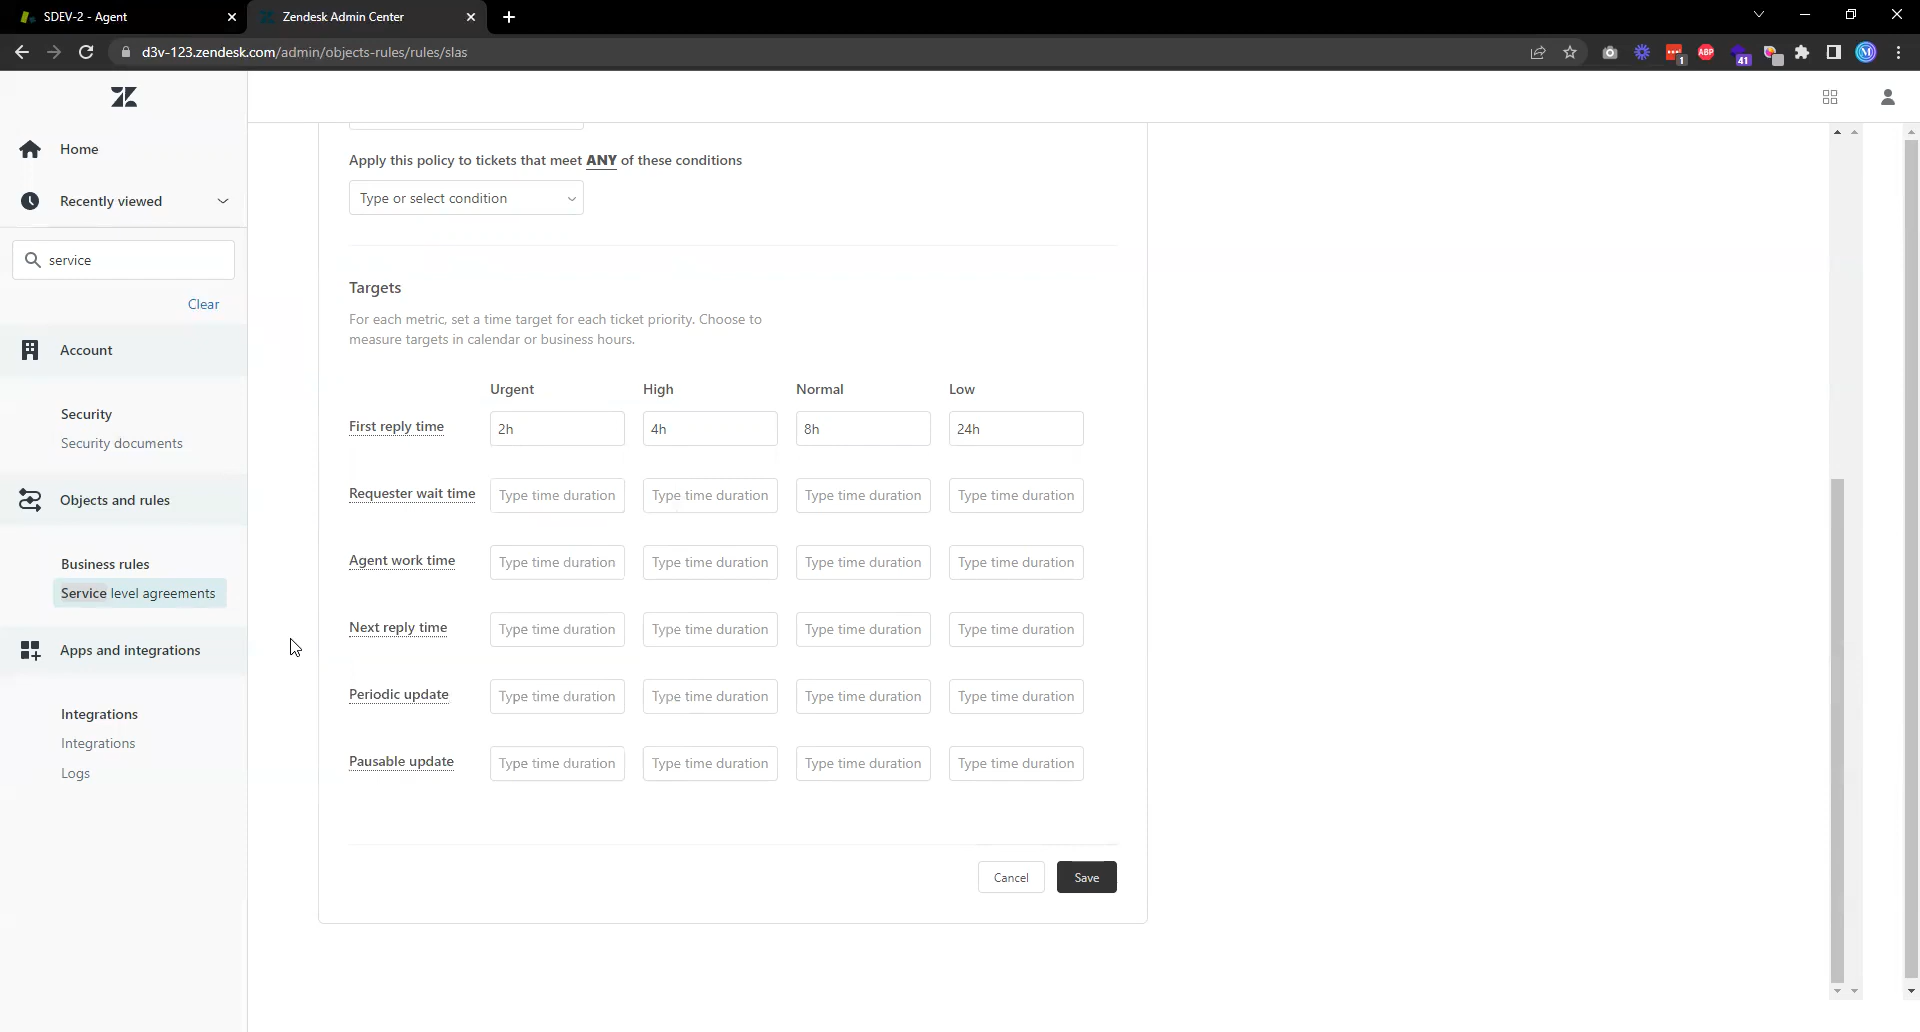 SDEV-2 - Agent
Zendesk Admin Center
d3v-123.zendesk.com/admin/objects-rules/rules/slas
1
ABP
41
Home
Recently viewed
service
Clear
Account
Security
Security documents
Objects and rules
Business rules
Service level agreements
Apps and integrations
Integrations
Integrations
Logs
Apply this policy to tickets that meet ANY of these conditions
Type or select condition
Targets
For each metric, set a time target for each ticket priority. Choose to
measure targets in calendar or business hours.
Urgent High Normal Low
First reply time 2h 4h 8h 24h
Requester wait time Type time duration Type time duration Type time duration Type time duration
Agent work time Type time duration Type time duration Type time duration Type time duration
Next reply time Type time duration Type time duration Type time duration Type time duration
Periodic update Type time duration Type time duration Type time duration Type time duration
Pausable update Type time duration Type time duration Type time duration Type time duration
Cancel Save